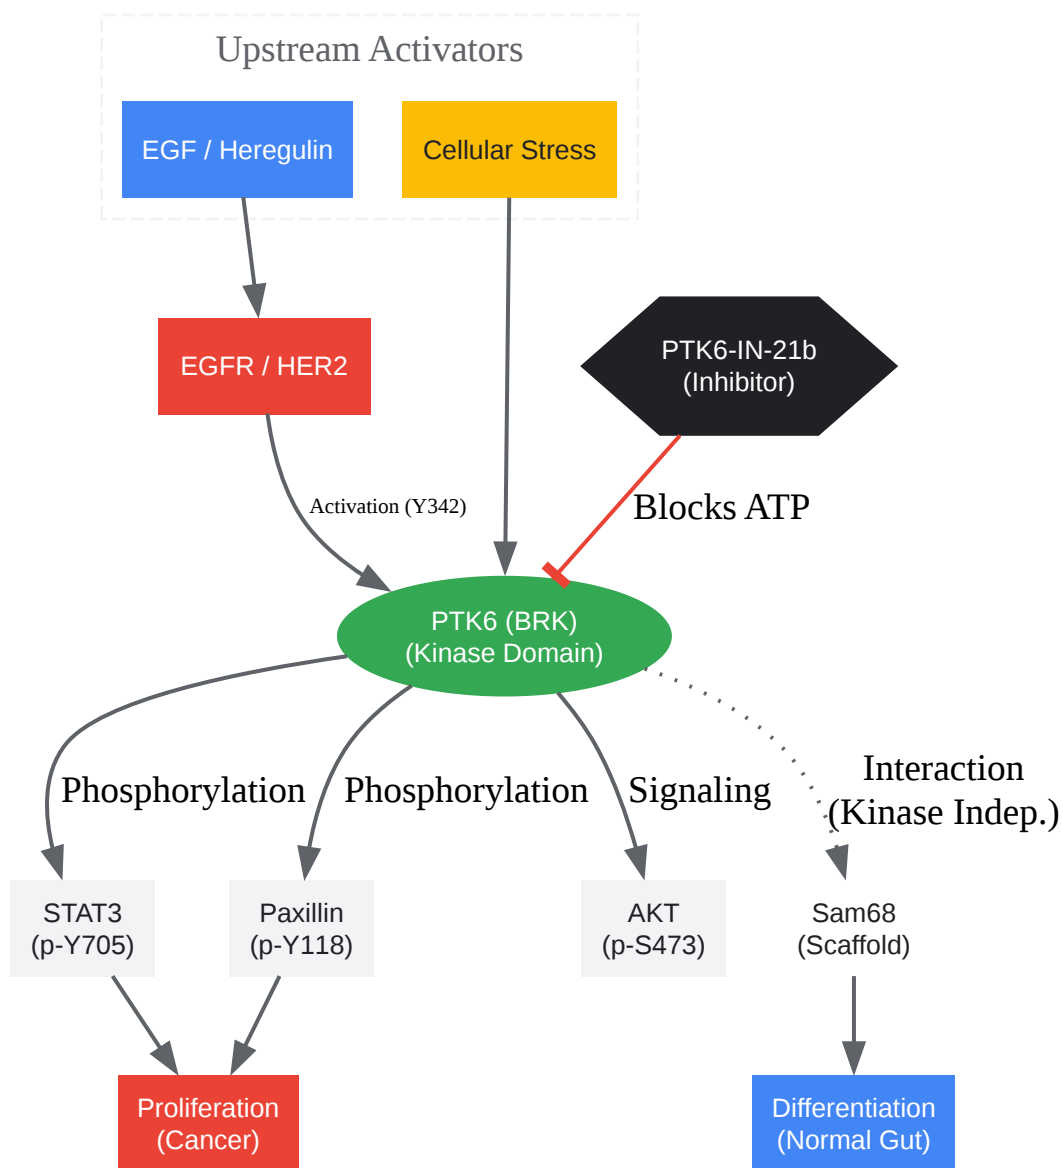 Upstream Activators
EGF / Heregulin
Cellular Stress
EGFR / HER2
PTK6-IN-21b
(Inhibitor)
Activation (Y342)
Blocks ATP
PTK6 (BRK)
(Kinase Domain)
Phosphorylation
Phosphorylation
Signaling
Interaction
(Kinase Indep.)
STAT3
(p-Y705)
Paxillin
(p-Y118)
AKT
(p-S473)
Sam68
(Scaffold)
Proliferation
(Cancer)
Differentiation
(Normal Gut)